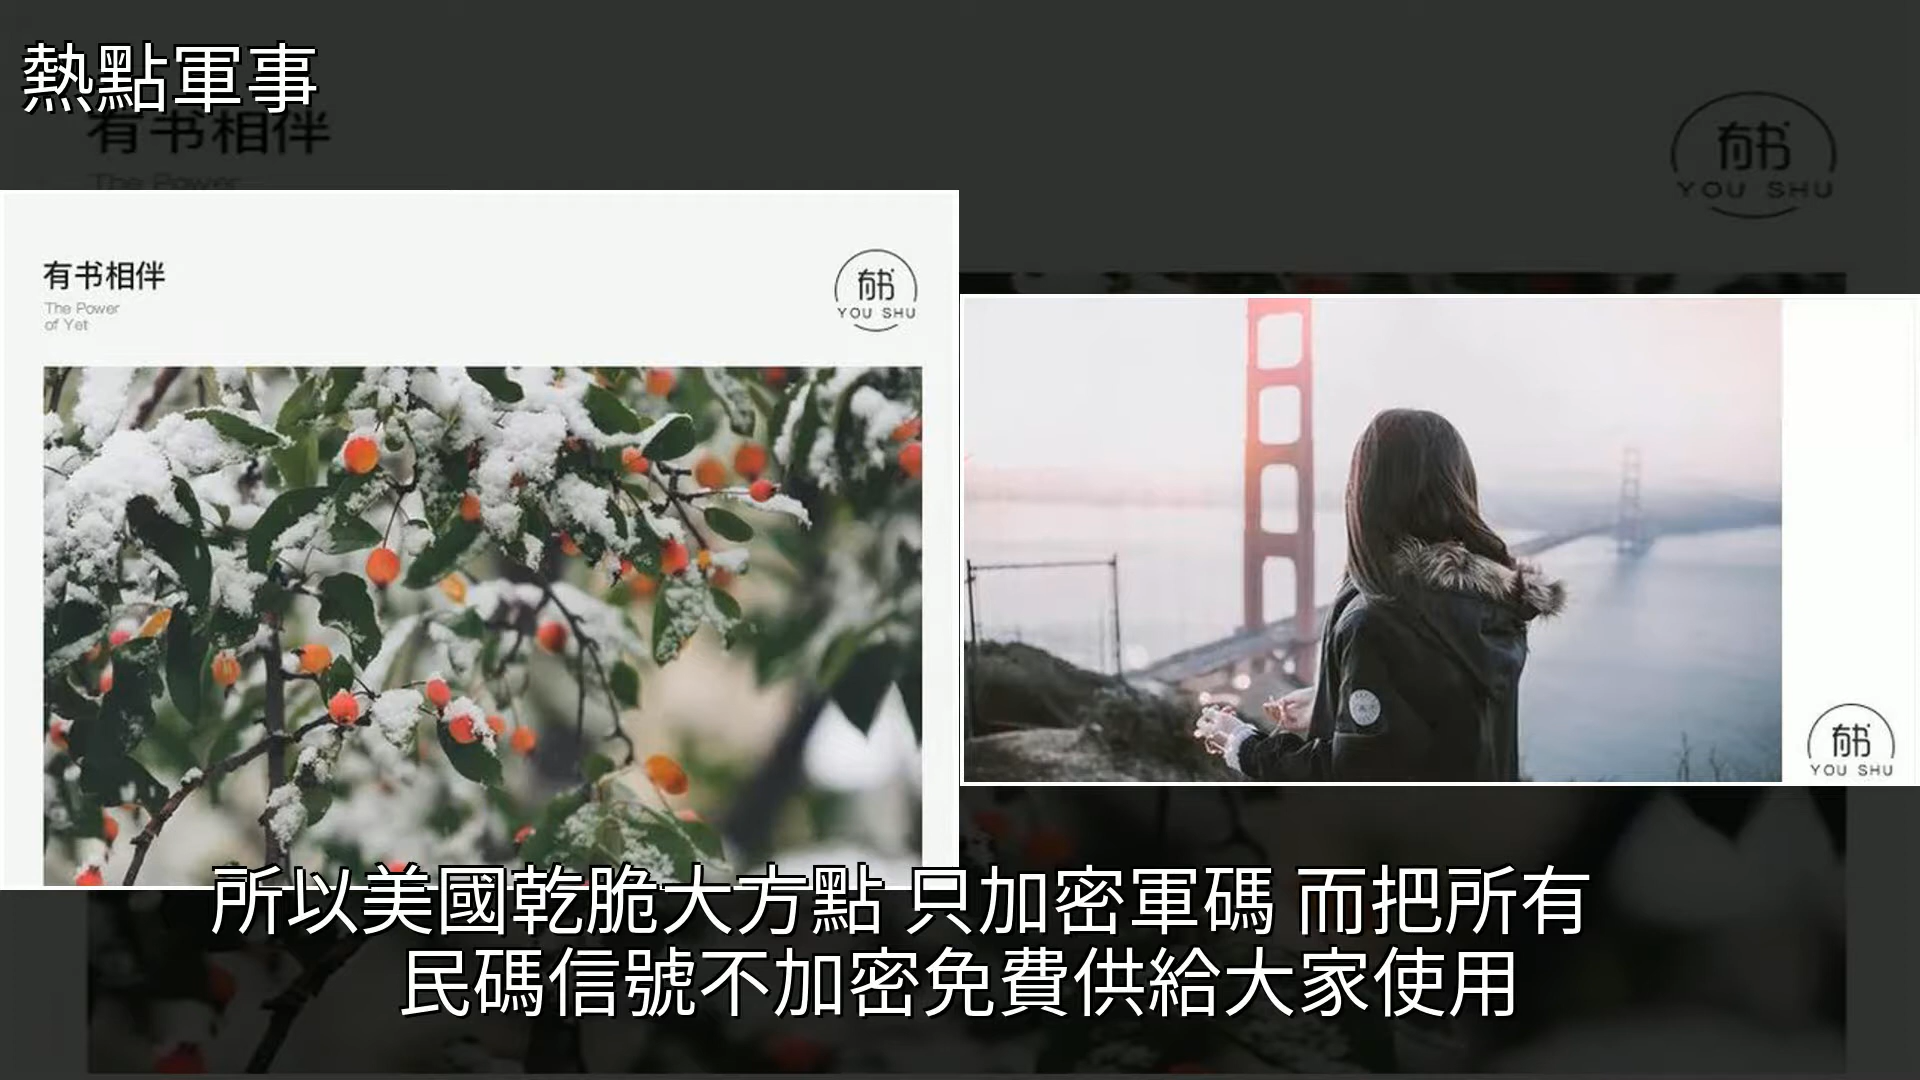 熱點軍事
有书相伴
The Power
有书
YOU SHU
有书相伴
The Power
of Yet
有书
YOU SHU
有书
YOU SHU
所以美國乾脆大方點 只加密軍碼 而把所有
民碼信號不加密免費供給大家使用